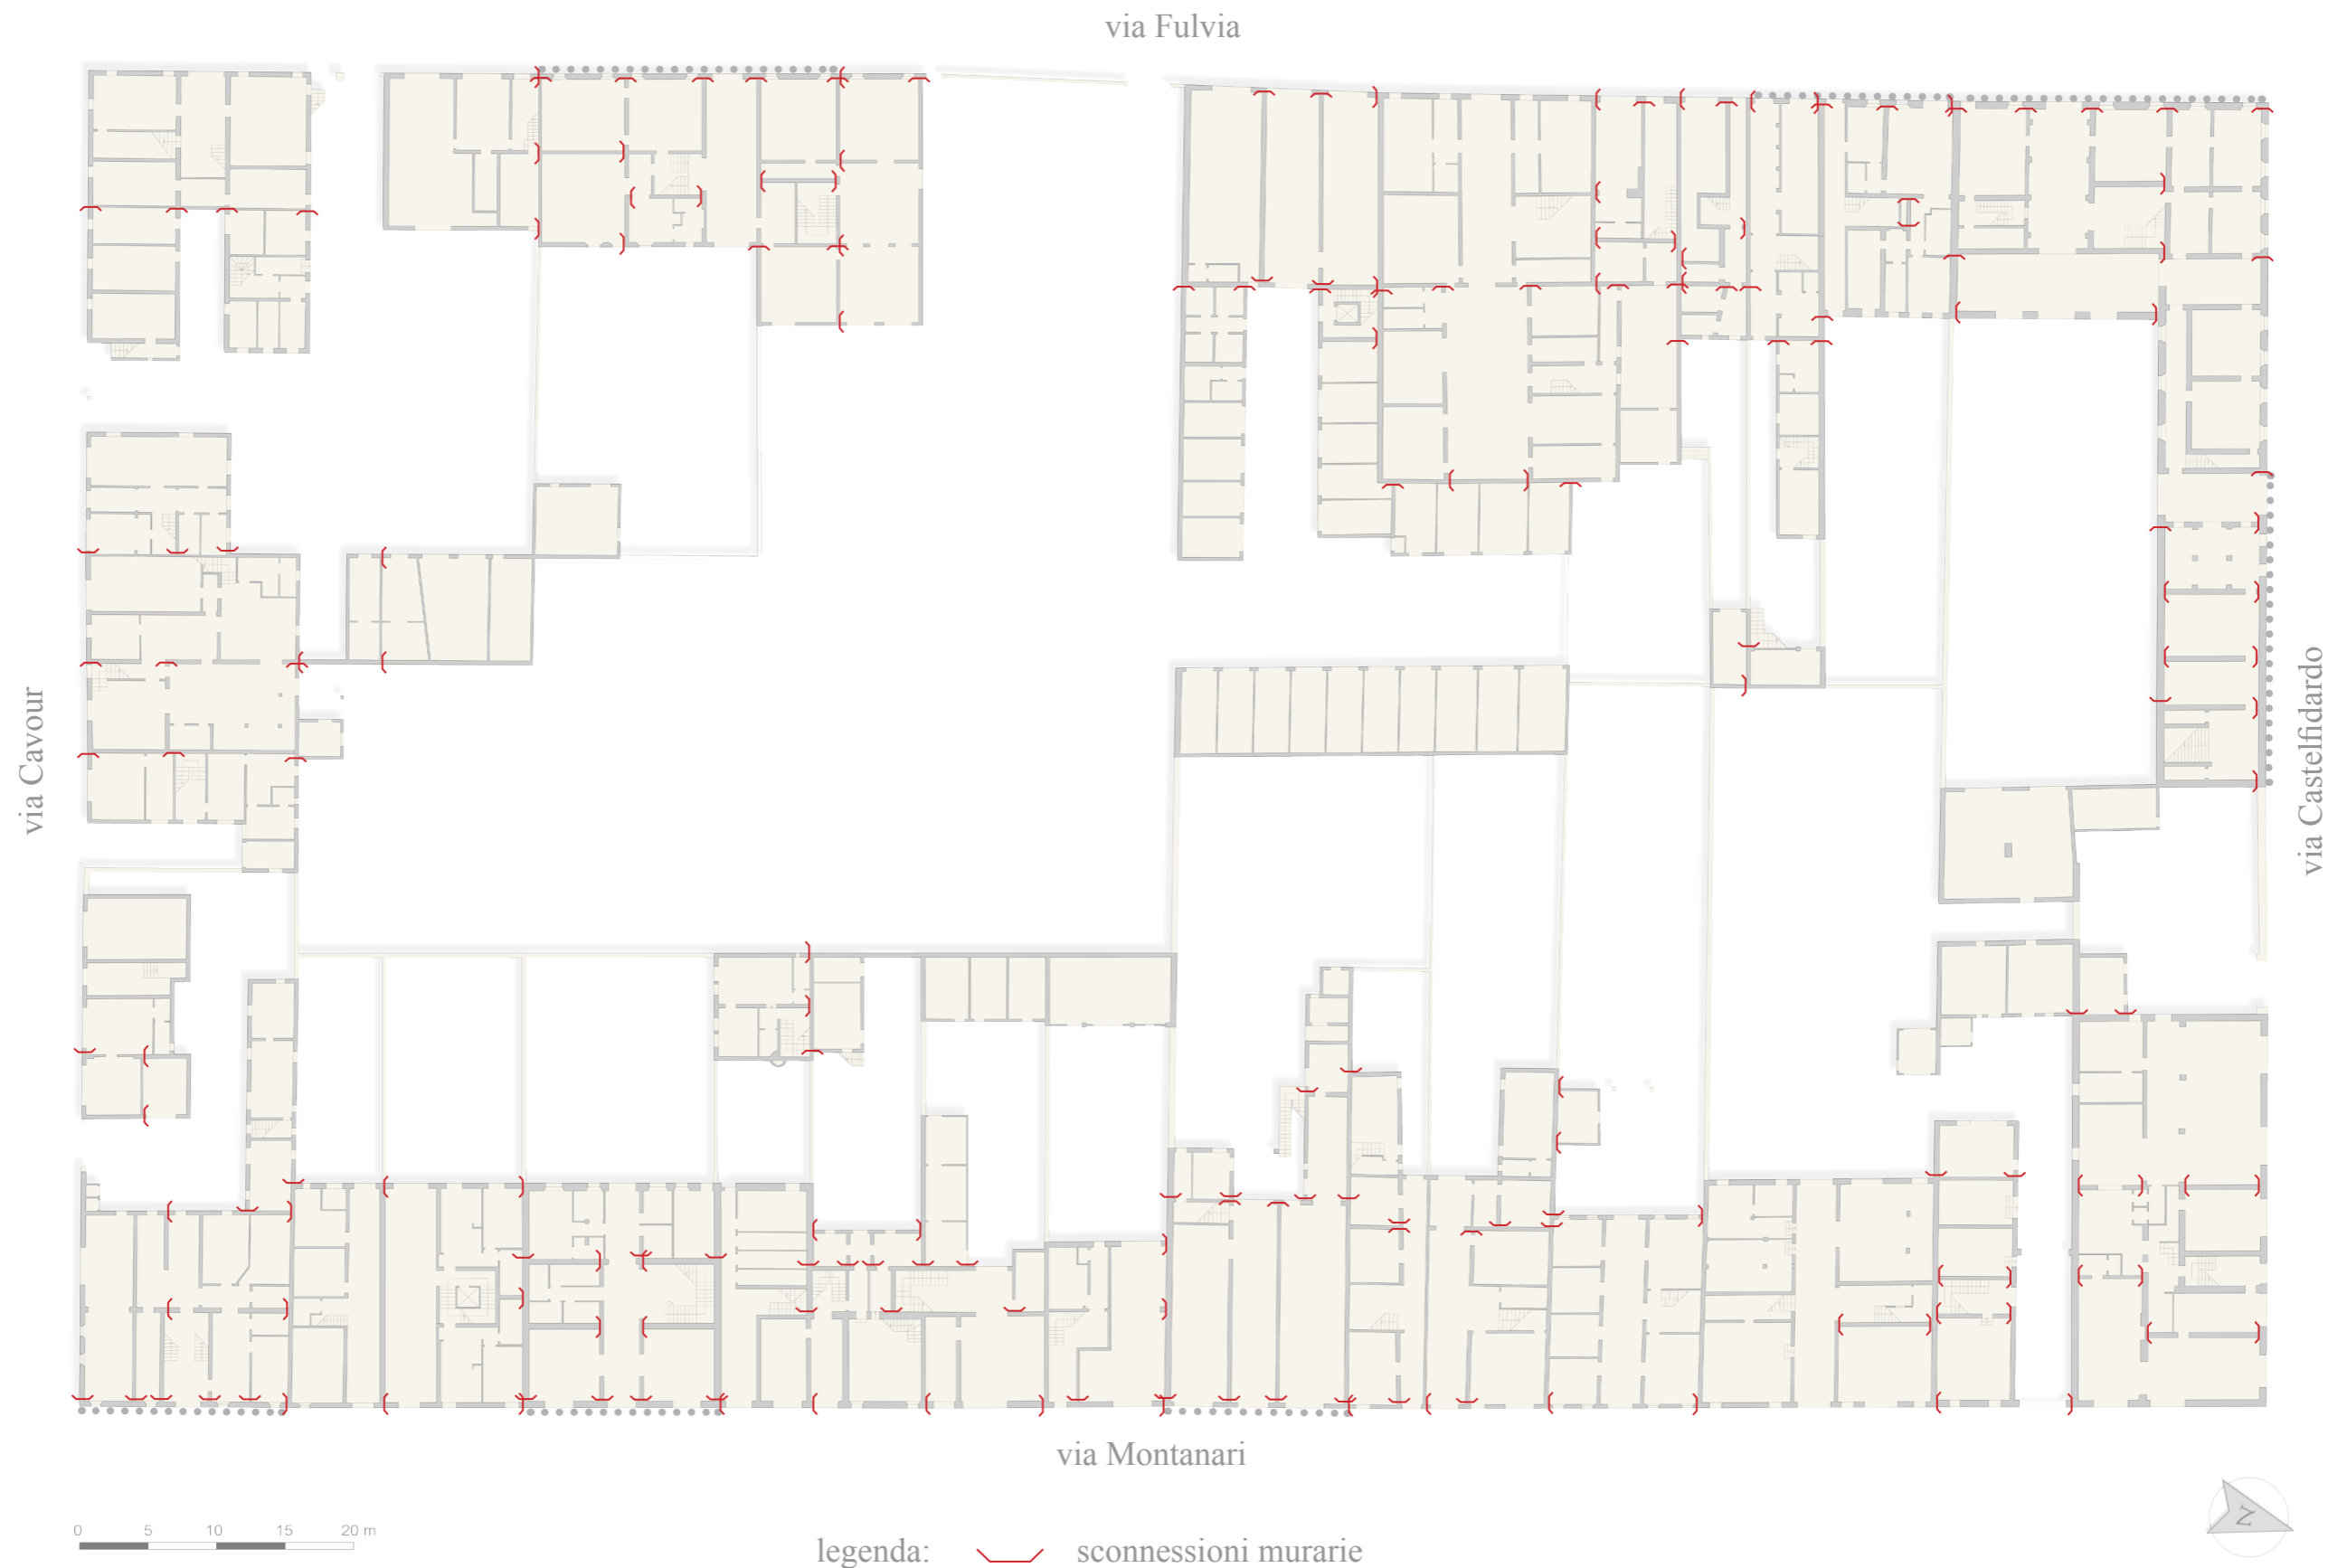 via Fulvia
via Cavour
via Castelfidardo
via Montanari
0 5 10 15 20 m
legenda: sconnessioni murarie
N